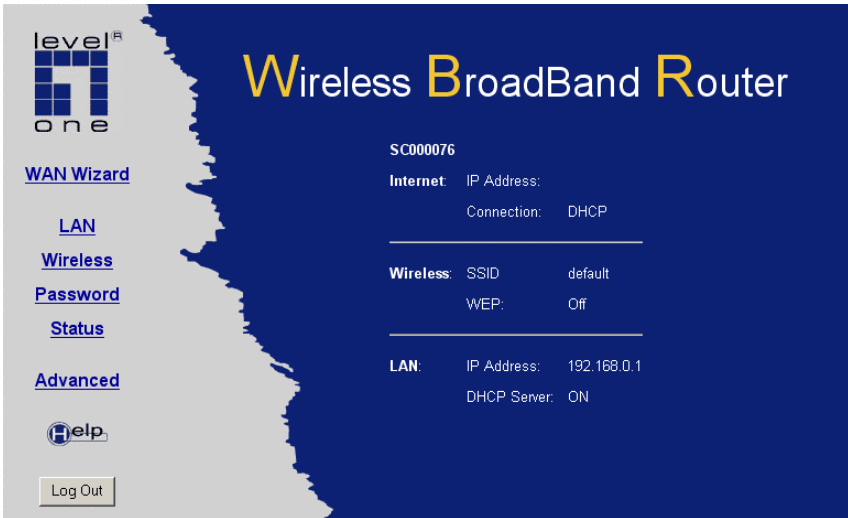 level®
one
WAN Wizard
LAN
Wireless
Password
Status
Advanced
Help
Log Out
Wireless BroadBand Router
SC000076
Internet: IP Address:
Connection: DHCP
Wireless: SSID default
WEP: Off
LAN: IP Address: 192.168.0.1
DHCP Server: ON